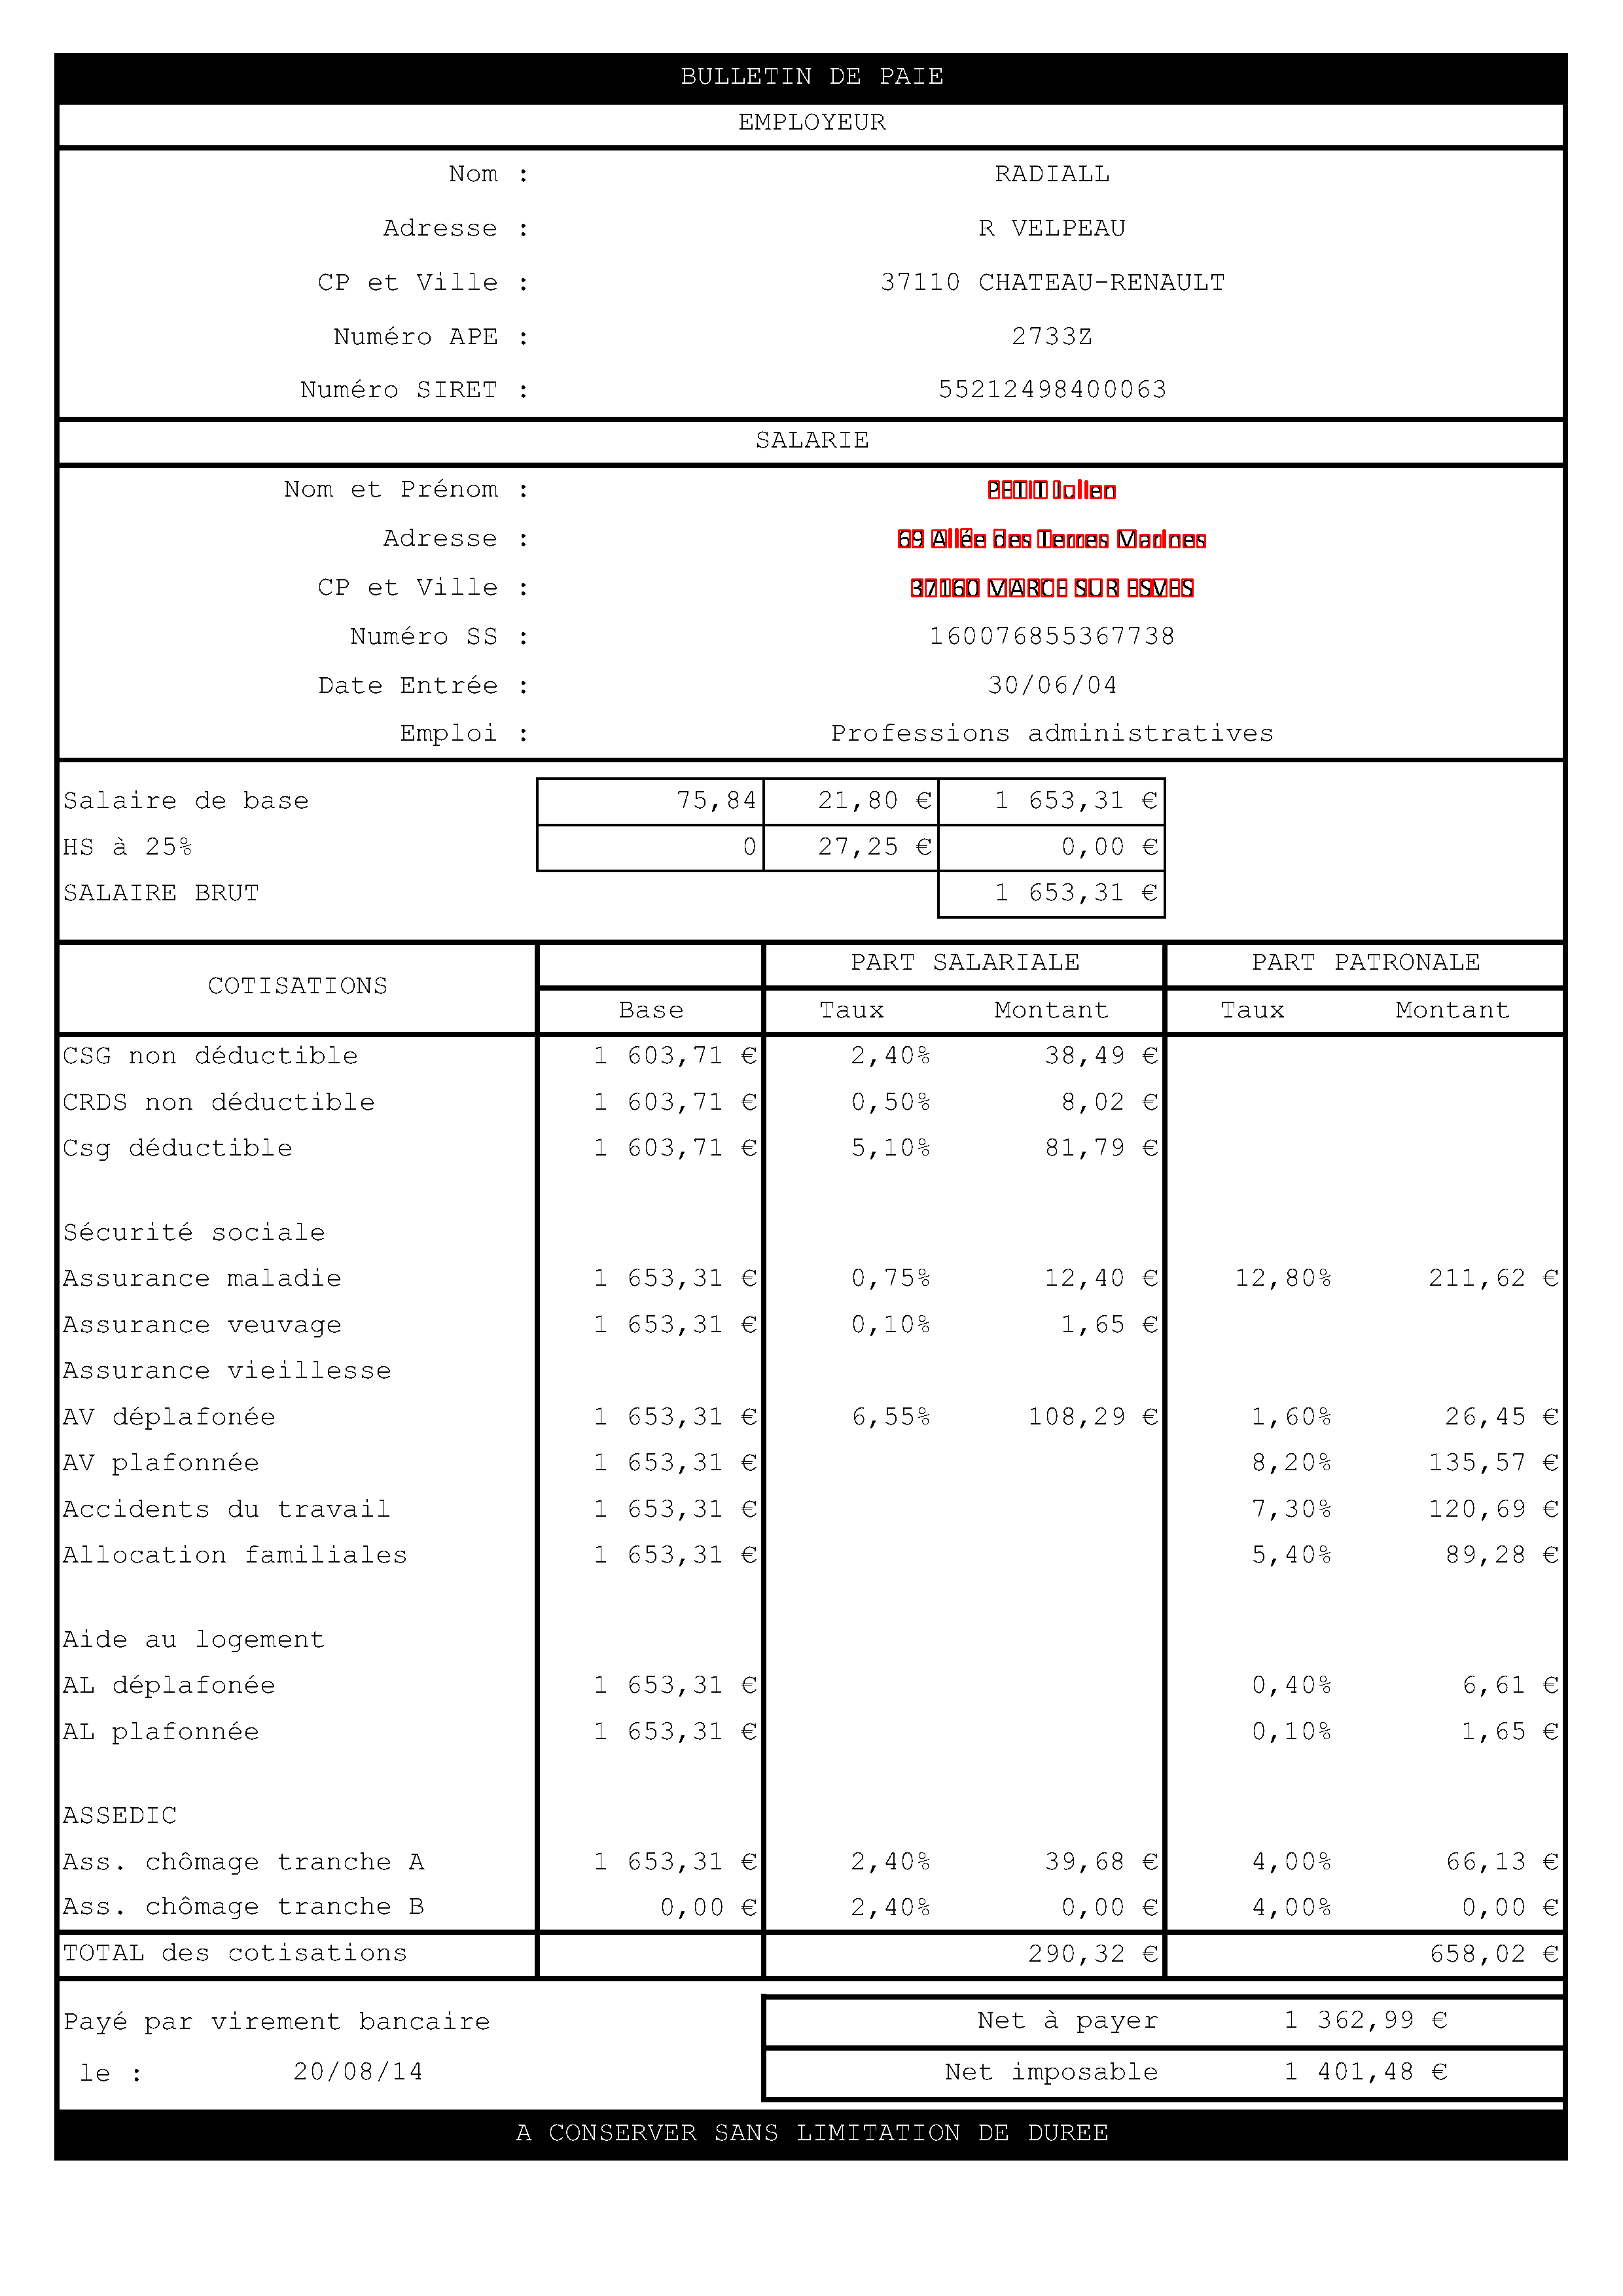 BULLETIN DE PAIE
EMPLOYEUR
Nom : RADIALL
Adresse : R VELPEAU
CP et Ville : 37110 CHATEAU-RENAULT
Numéro APE : 2733Z
Numéro SIRET : 55212498400063
SALARIE
Nom et Prénom : PETIT Julien
Adresse : 69 Allée des Terres Marines
CP et Ville : 37160 MARCE SUR ESVES
Numéro SS : 160076855367738
Date Entrée : 30/06/04
Emploi : Professions administratives
Salaire de base 75,84 21,80 € 1 653,31 €
HS à 25% 0 27,25 € 0,00 €
SALAIRE BRUT 1 653,31 €
PART SALARIALE PART PATRONALE
COTISATIONS
Base Taux Montant Taux Montant
CSG non déductible 1 603,71 € 2,40% 38,49 €
CRDS non déductible 1 603,71 € 0,50% 8,02 €
Csg déductible 1 603,71 € 5,10% 81,79 €
Sécurité sociale
Assurance maladie 1 653,31 € 0,75% 12,40 € 12,80% 211,62 €
Assurance veuvage 1 653,31 € 0,10% 1,65 €
Assurance vieillesse
AV déplafonée 1 653,31 € 6,55% 108,29 € 1,60% 26,45 €
AV plafonnée 1 653,31 € 8,20% 135,57 €
Accidents du travail 1 653,31 € 7,30% 120,69 €
Allocation familiales 1 653,31 € 5,40% 89,28 €
Aide au logement
AL déplafonée 1 653,31 € 0,40% 6,61 €
AL plafonnée 1 653,31 € 0,10% 1,65 €
ASSEDIC
Ass. chômage tranche A 1 653,31 € 2,40% 39,68 € 4,00% 66,13 €
Ass. chômage tranche B 0,00 € 2,40% 0,00 € 4,00% 0,00 €
TOTAL des cotisations 290,32 € 658,02 €
Payé par virement bancaire Net à payer 1 362,99 €
le : 20/08/14 Net imposable 1 401,48 €
A CONSERVER SANS LIMITATION DE DUREE